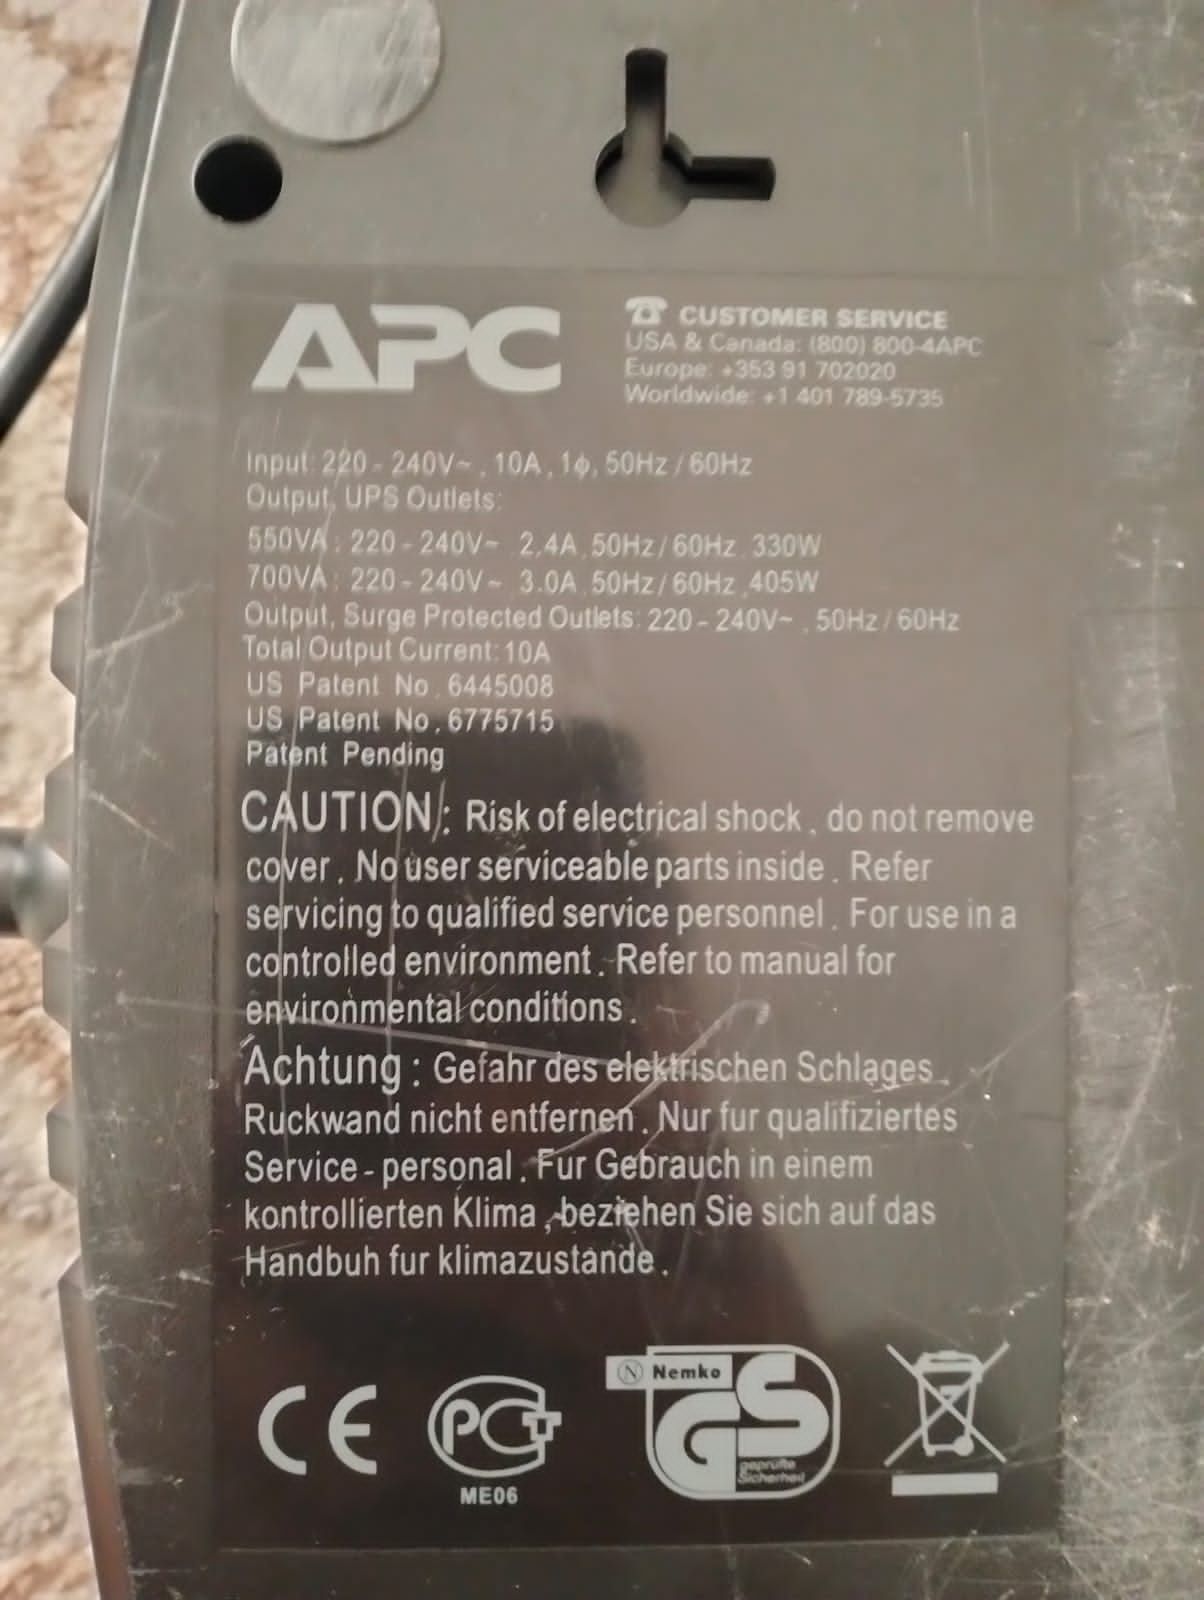 APC
CUSTOMER SERVICE
USA & Canada: (800) 800-4APC
Europe: +353 91 702020
Worldwide: +1 401 789-5735
Input: 220 - 240V~ , 10A , 1ϕ, 50Hz / 60Hz
Output, UPS Outlets:
550VA : 220 - 240V~ 2.4A, 50Hz / 60Hz 330W
700VA : 220 - 240V~ 3.0A, 50Hz / 60Hz ,405W
Output, Surge Protected Outlets: 220 - 240V~ , 50Hz / 60Hz
Total Output Current: 10A
US Patent No. 6445008
US Patent No. 6775715
Patent Pending
CAUTION : Risk of electrical shock , do not remove
cover . No user serviceable parts inside . Refer
servicing to qualified service personnel . For use in a
controlled environment . Refer to manual for
environmental conditions .
Achtung : Gefahr des elektrischen Schlages .
Ruckwand nicht entfernen . Nur fur qualifiziertes
Service - personal . Fur Gebrauch in einem
kontrollierten Klima , beziehen Sie sich auf das
Handbuh fur klimazustande .
CE
PCT
ME06
N Nemko
GS
geprüfte
Sicherheit